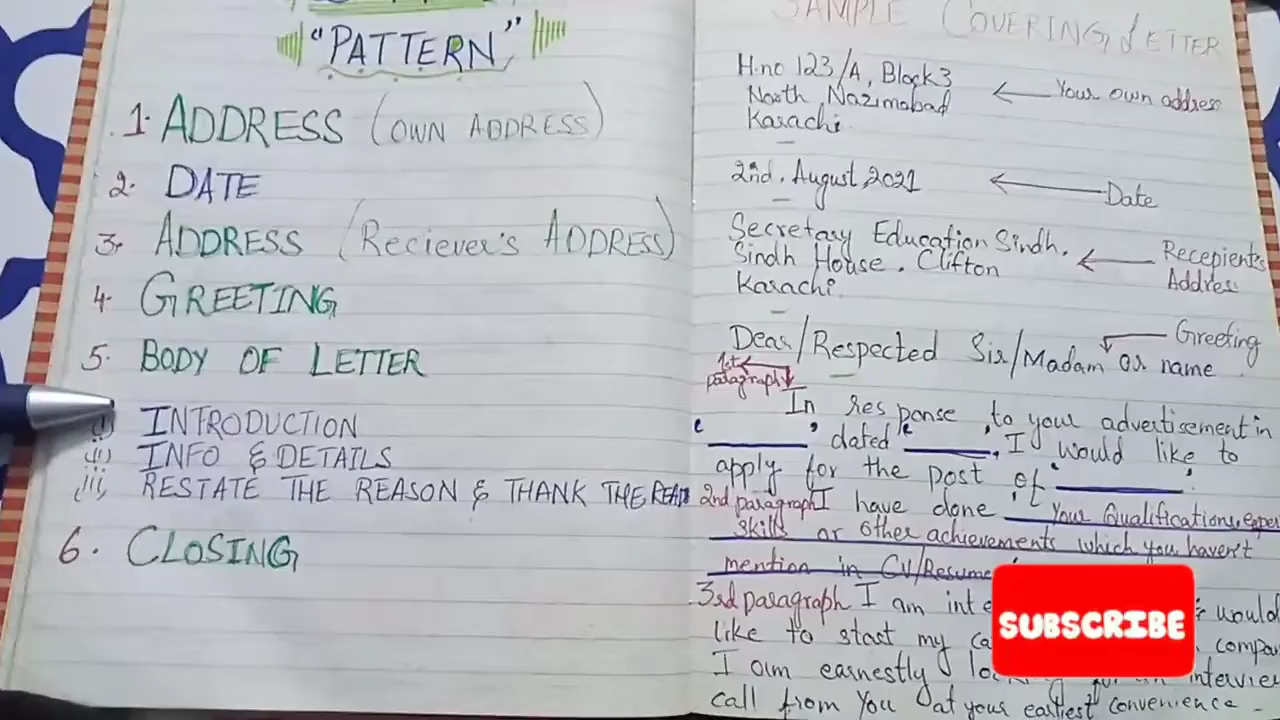 "PATTERN"
1. ADDRESS (OWN ADDRESS)
2. DATE
3. ADDRESS (Reciever's ADDRESS)
4. GREETING
5. BODY OF LETTER
(i) INTRODUCTION
(ii) INFO & DETAILS
(iii) RESTATE THE REASON & THANK THE
6. CLOSING
SAMPLE COVERING LETTER
H.no 123/A, Block 3
North Nazimabad
Karachi.
Your own address
2nd, August, 2021
Date
Secretary Education Sindh,
Sindh House, Clifton
Karachi.
Recepient's
Address
Dear/Respected Sir/Madam or name
Greeting
1st
paragraph
In response to your advertisement in
' ' dated ' ', I would like to
apply for the post of ' '
2nd paragraph I have done Your Qualifications,
skills or other achievements which you haven't
mention in CV/Resume
3rd paragraph I am would
like to start my
I am earnestly interview
call from You at your earliest convenience.
SUBSCRIBE